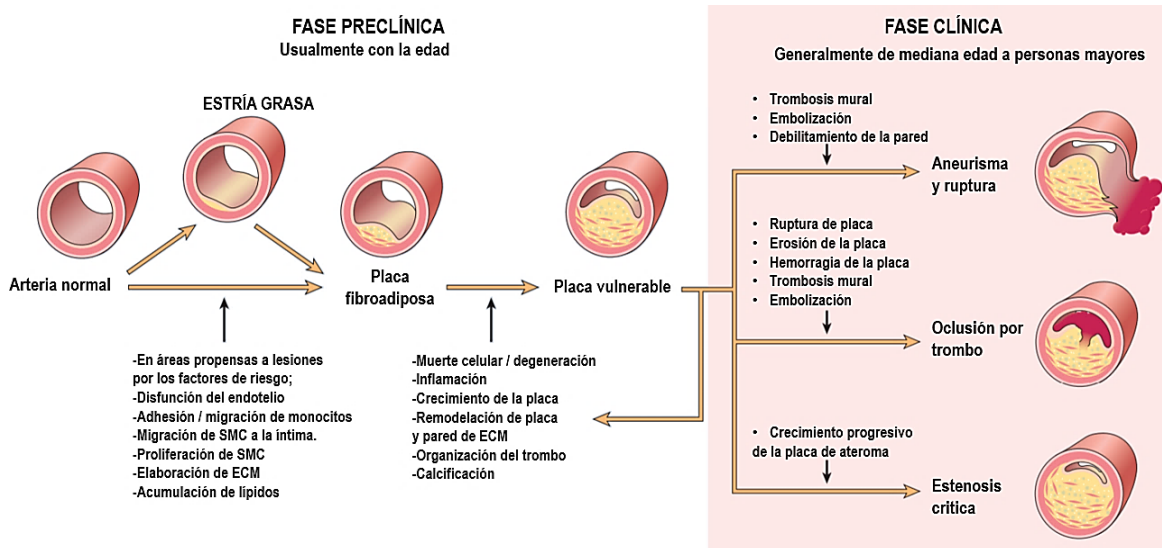 FASE PRECLÍNICA
Usualmente con la edad
ESTRÍA GRASA
Arteria normal
Placa
fibroadiposa
Placa vulnerable
-En áreas propensas a lesiones
por los factores de riesgo;
-Disfunción del endotelio
-Adhesión / migración de monocitos
-Migración de SMC a la íntima.
-Proliferación de SMC
-Elaboración de ECM
-Acumulación de lípidos
-Muerte celular / degeneración
-Inflamación
-Crecimiento de la placa
-Remodelación de placa
y pared de ECM
-Organización del trombo
-Calcificación
FASE CLÍNICA
Generalmente de mediana edad a personas mayores
• Trombosis mural
• Embolización
• Debilitamiento de la pared
Aneurisma
y ruptura
• Ruptura de placa
• Erosión de la placa
• Hemorragia de la placa
• Trombosis mural
• Embolización
Oclusión por
trombo
• Crecimiento progresivo
de la placa de ateroma
Estenosis
critica